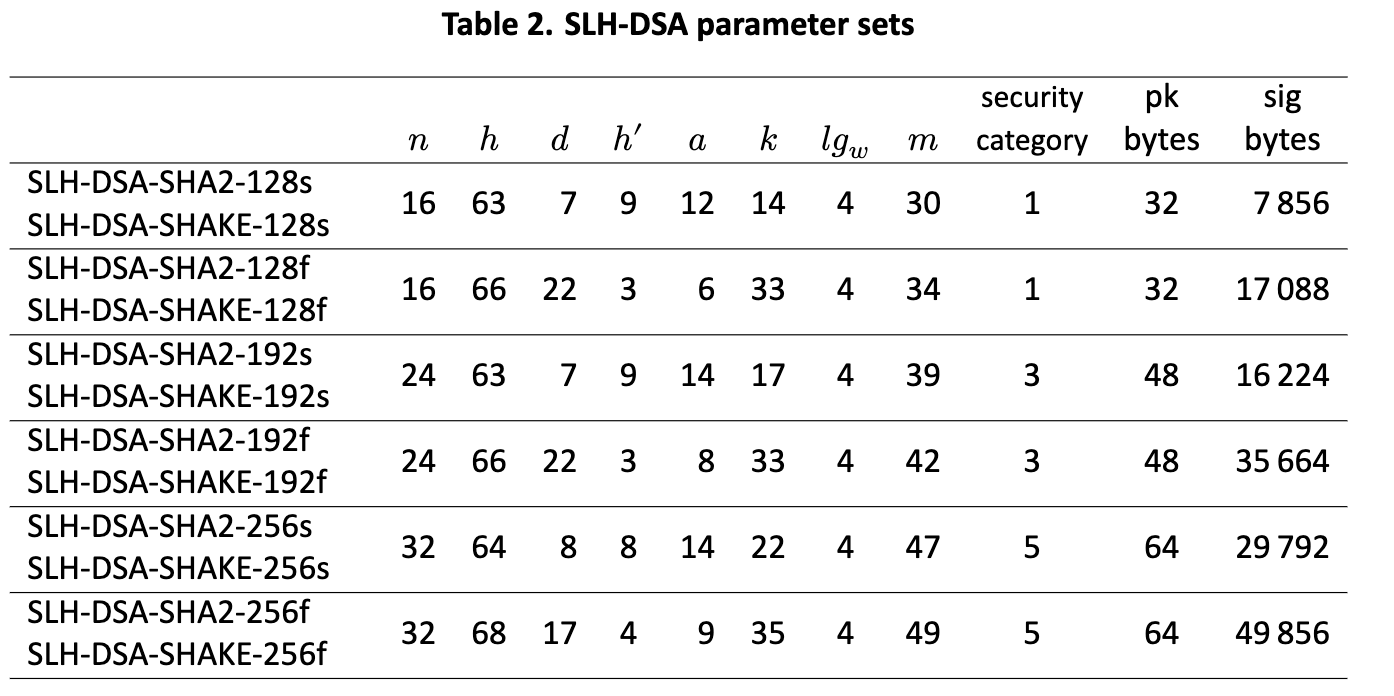 Table 2. SLH-DSA parameter sets
n h d h′ a k lg_w m security category pk bytes sig bytes
SLH-DSA-SHA2-128s
SLH-DSA-SHAKE-128s
16 63 7 9 12 14 4 30 1 32 7 856
SLH-DSA-SHA2-128f
SLH-DSA-SHAKE-128f
16 66 22 3 6 33 4 34 1 32 17 088
SLH-DSA-SHA2-192s
SLH-DSA-SHAKE-192s
24 63 7 9 14 17 4 39 3 48 16 224
SLH-DSA-SHA2-192f
SLH-DSA-SHAKE-192f
24 66 22 3 8 33 4 42 3 48 35 664
SLH-DSA-SHA2-256s
SLH-DSA-SHAKE-256s
32 64 8 8 14 22 4 47 5 64 29 792
SLH-DSA-SHA2-256f
SLH-DSA-SHAKE-256f
32 68 17 4 9 35 4 49 5 64 49 856